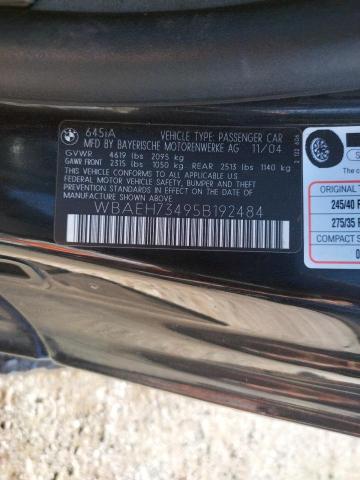 645iA VEHICLE TYPE: PASSENGER CAR
MFD BY BAYERISCHE MOTORENWERKE AG 11/04
GVWR 4619 lbs 2095 kg
GAWR FRONT 2315 lbs 1050 kg REAR 2513 lbs 1140 kg
THIS VEHICLE CONFORMS TO ALL APPLICABLE U.S.
FEDERAL MOTOR VEHICLE SAFETY, BUMPER AND
THEFT PREVENTION STANDARDS IN EFFECT ON THE
DATE OF MANUFACTURE SHOWN ABOVE.
WBAEH73495B192484
ORIGINAL
245/40
275/35
COMPACT